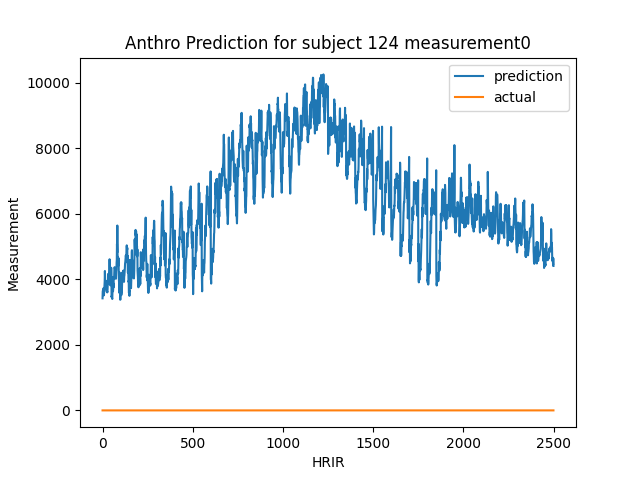 Anthro Prediction for subject 124 measurement0
prediction
actual
10000
8000
6000
4000
2000
0
Measurement
0 500 1000 1500 2000 2500
HRIR